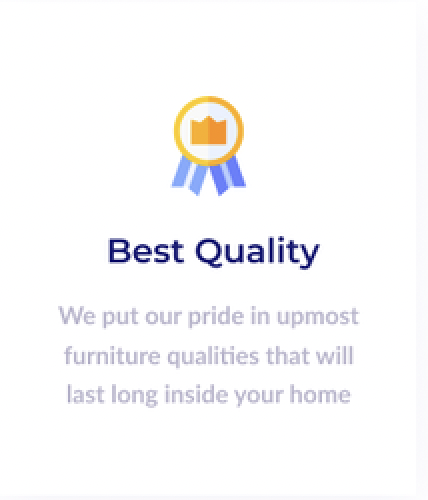 Best Quality
We put our pride in upmost
furniture qualities that will
last long inside your home